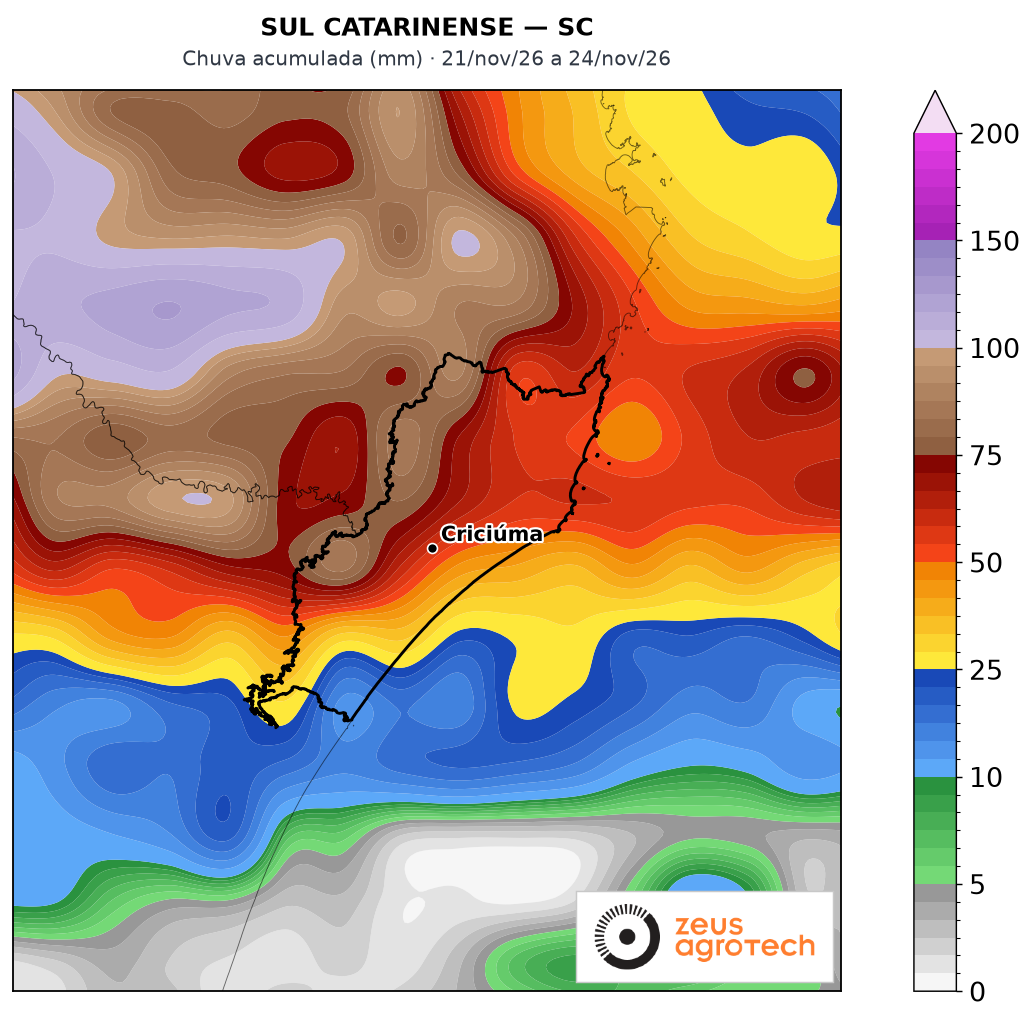 SUL CATARINENSE — SC
Chuva acumulada (mm) · 21/nov/26 a 24/nov/26
200
150
100
75
50
25
10
5
0
Criciúma
zeus
agrotech